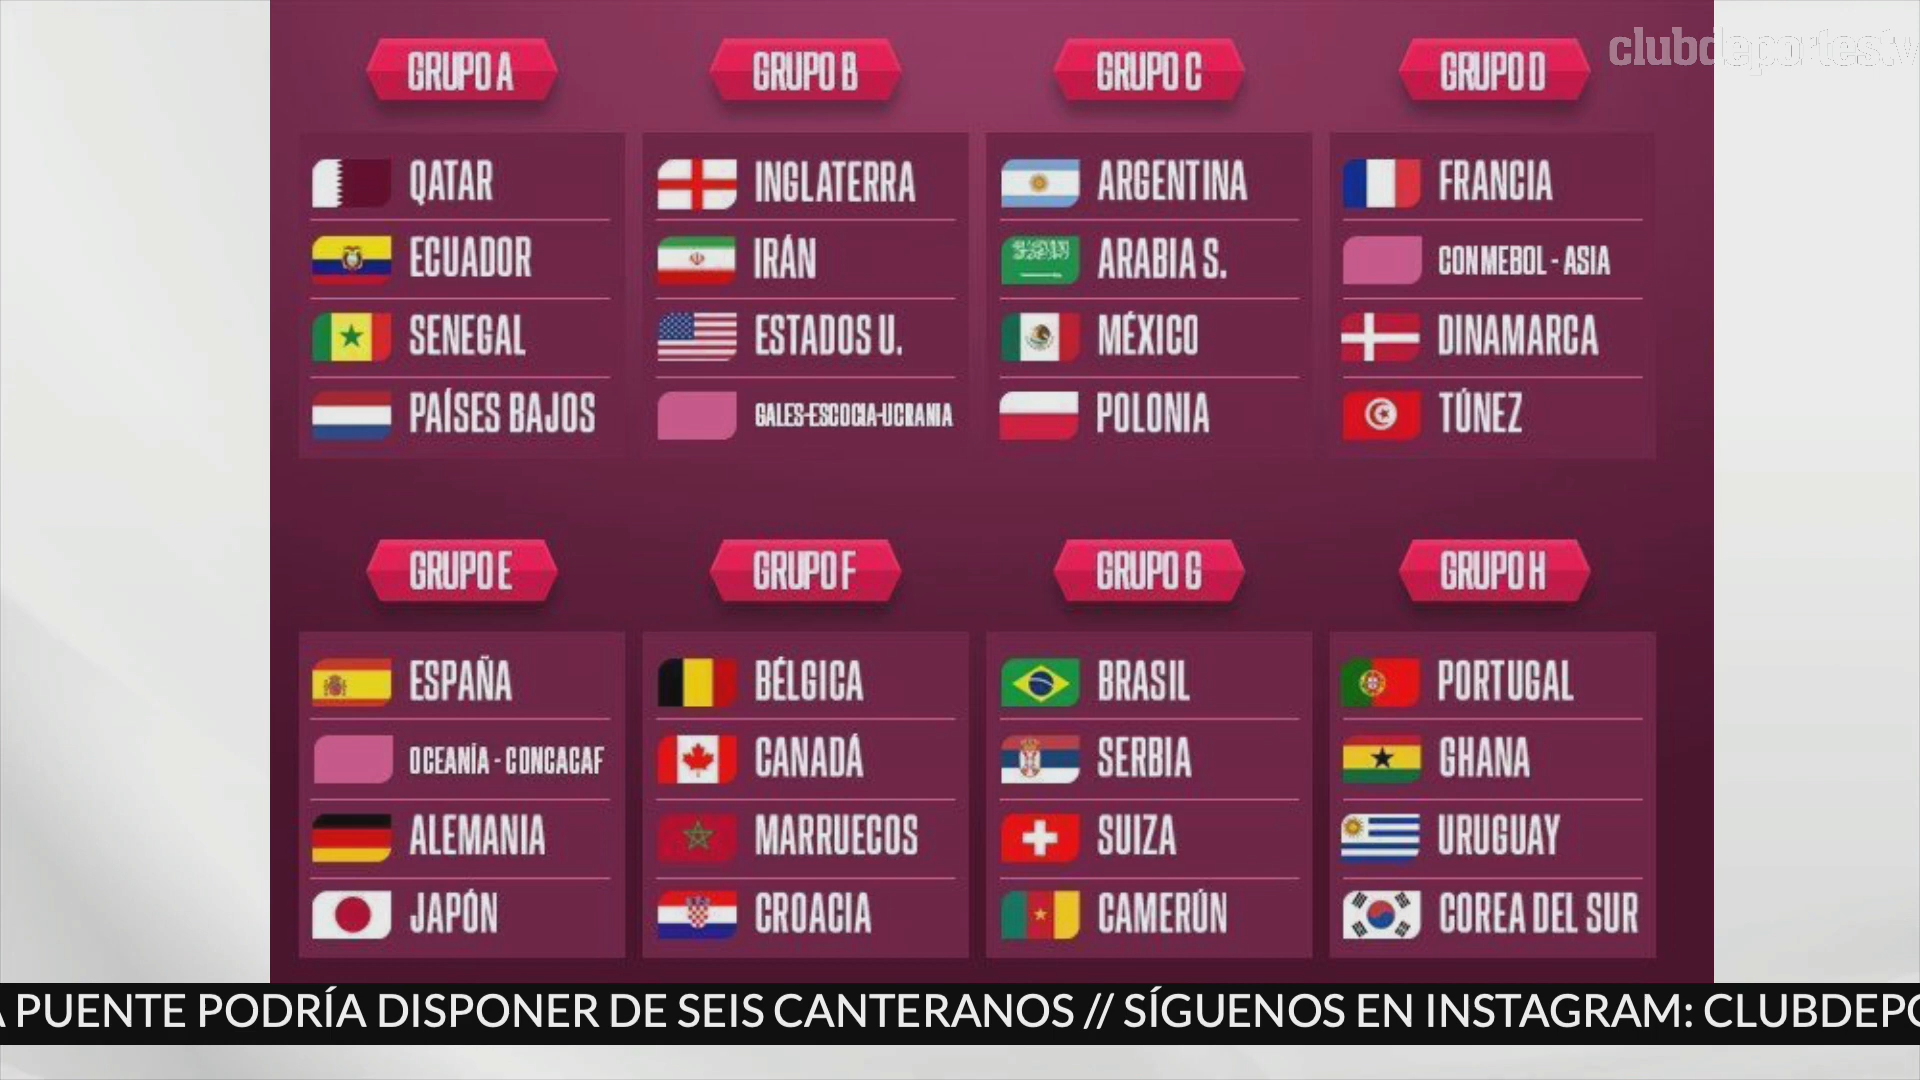 clubdeportestv
GRUPO A
QATAR
ECUADOR
SENEGAL
PAÍSES BAJOS
GRUPO B
INGLATERRA
IRÁN
ESTADOS U.
GALES-ESCOCIA-UCRANIA
GRUPO C
ARGENTINA
ARABIA S.
MÉXICO
POLONIA
GRUPO D
FRANCIA
CONMEBOL - ASIA
DINAMARCA
TÚNEZ
GRUPO E
ESPAÑA
OCEANÍA - CONCACAF
ALEMANIA
JAPÓN
GRUPO F
BÉLGICA
CANADÁ
MARRUECOS
CROACIA
GRUPO G
BRASIL
SERBIA
SUIZA
CAMERÚN
GRUPO H
PORTUGAL
GHANA
URUGUAY
COREA DEL SUR
A PUENTE PODRÍA DISPONER DE SEIS CANTERANOS // SÍGUENOS EN INSTAGRAM: CLUBDEPO